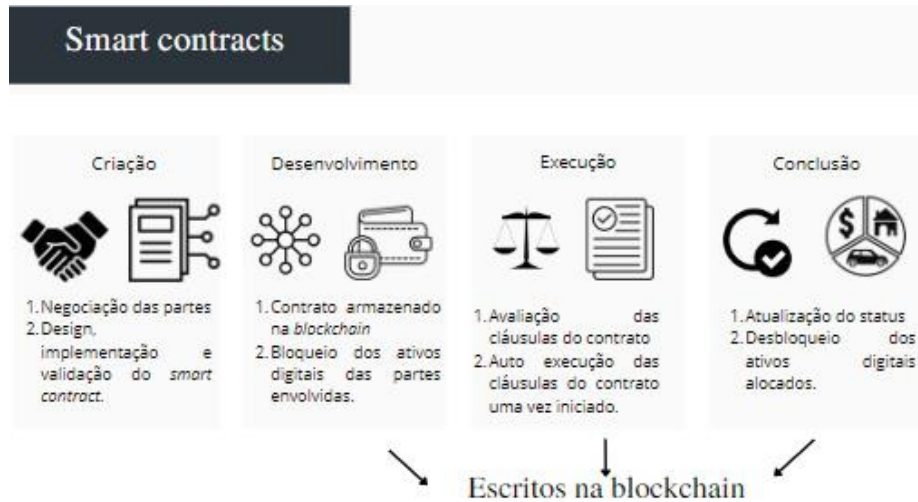 Smart contracts
Criação
1. Negociação das partes
2. Design,
implementação e
validação do smart
contract.
Desenvolvimento
1. Contrato armazenado
na blockchain
2. Bloqueio dos ativos
digitais das partes
envolvidas.
Execução
1. Avaliação das
cláusulas do contrato
2. Auto execução das
cláusulas do contrato
uma vez iniciado.
Conclusão
$
1. Atualização do status
2. Desbloqueio dos
ativos digitais
alocados.
Escritos na blockchain